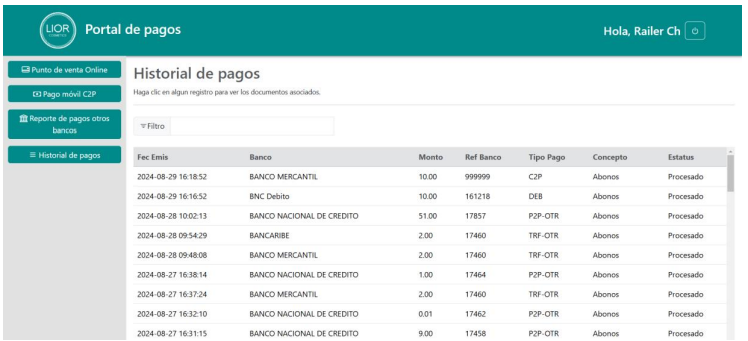 LIOR
COSMETICS
Portal de pagos
Hola, Railer Ch
Punto de venta Online
Pago móvil C2P
Reporte de pagos otros
bancos
Historial de pagos
Historial de pagos
Haga clic en algun registro para ver los documentos asociados.
Filtro
Fec Emis Banco Monto Ref Banco Tipo Pago Concepto Estatus
2024-08-29 16:18:52 BANCO MERCANTIL 10.00 999999 C2P Abonos Procesado
2024-08-29 16:16:52 BNC Debito 10.00 161218 DEB Abonos Procesado
2024-08-28 10:02:13 BANCO NACIONAL DE CREDITO 51.00 17857 P2P-OTR Abonos Procesado
2024-08-28 09:54:29 BANCARIBE 2.00 17460 TRF-OTR Abonos Procesado
2024-08-28 09:48:08 BANCO MERCANTIL 2.00 17460 TRF-OTR Abonos Procesado
2024-08-27 16:38:14 BANCO NACIONAL DE CREDITO 1.00 17464 P2P-OTR Abonos Procesado
2024-08-27 16:37:24 BANCO MERCANTIL 2.00 17460 TRF-OTR Abonos Procesado
2024-08-27 16:32:10 BANCO NACIONAL DE CREDITO 0.01 17462 P2P-OTR Abonos Procesado
2024-08-27 16:31:15 BANCO NACIONAL DE CREDITO 9.00 17458 P2P-OTR Abonos Procesado